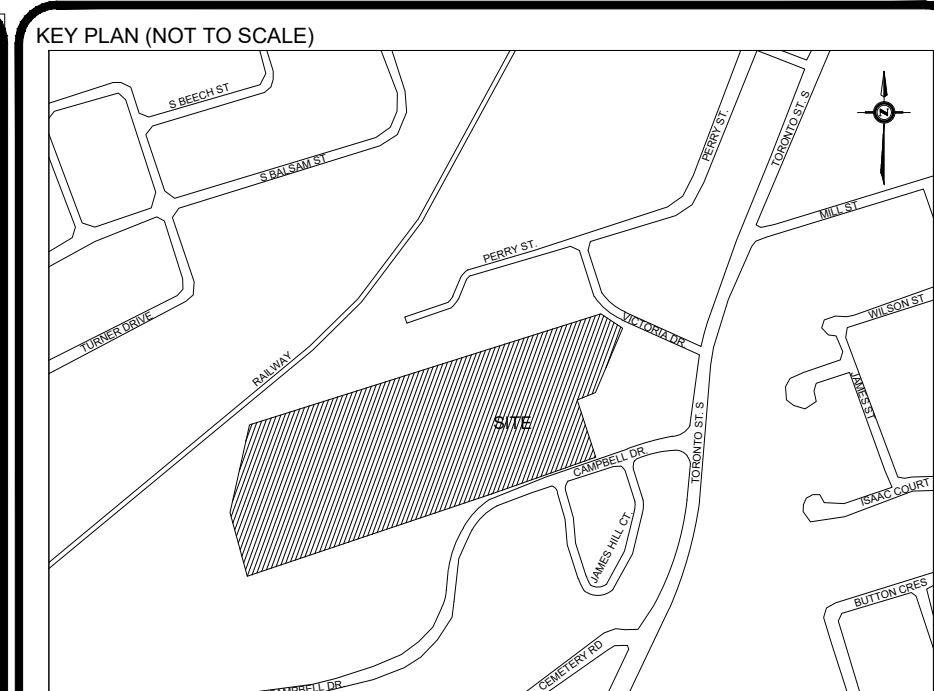 KEY PLAN (NOT TO SCALE)
S BEECH ST
S BALSAM ST
PERRY ST.
TORONTO ST. S
MILL ST
PERRY ST.
WILSON ST
VICTORIA DR
TURNER DRIVE
RAILWAY
JAMES ST
SITE
TORONTO ST. S
CAMPBELL DR.
ISAAC COURT
JAMES HILL CT.
BUTTON CRES
CEMETERY RD
CAMPBELL DR
N